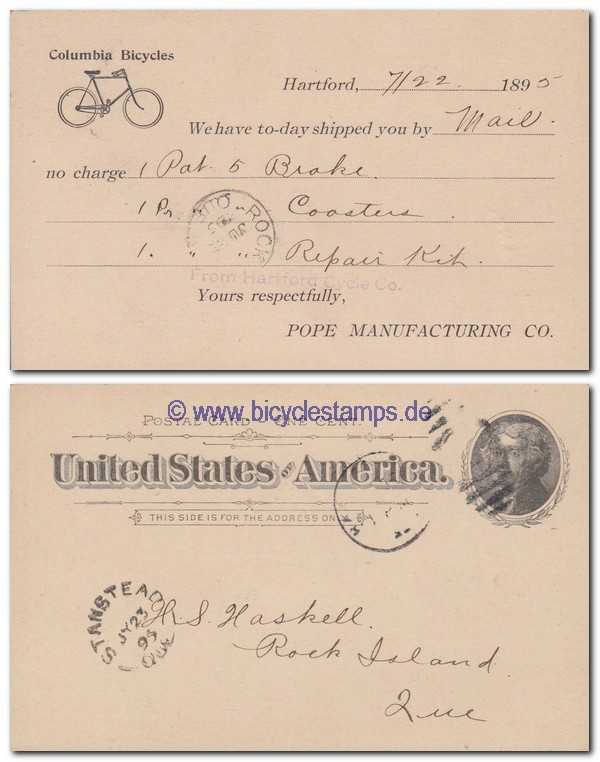 Columbia Bicycles
Hartford, 7/22 1895
We have to-day shipped you by Mail.
no charge 1 Pat 5 Brake.
1 Pr Coasters.
1. " " Repair Kit.
ROCK
From Hartford Cycle Co.
Yours respectfully,
POPE MANUFACTURING CO.
© www.bicyclestamps.de
POSTAL CARD - ONE CENT.
United States of America.
THIS SIDE IS FOR THE ADDRESS ONLY
STANSTEAD
JY 23
95
Que
H. S. Haskell.
Rock Island
Que